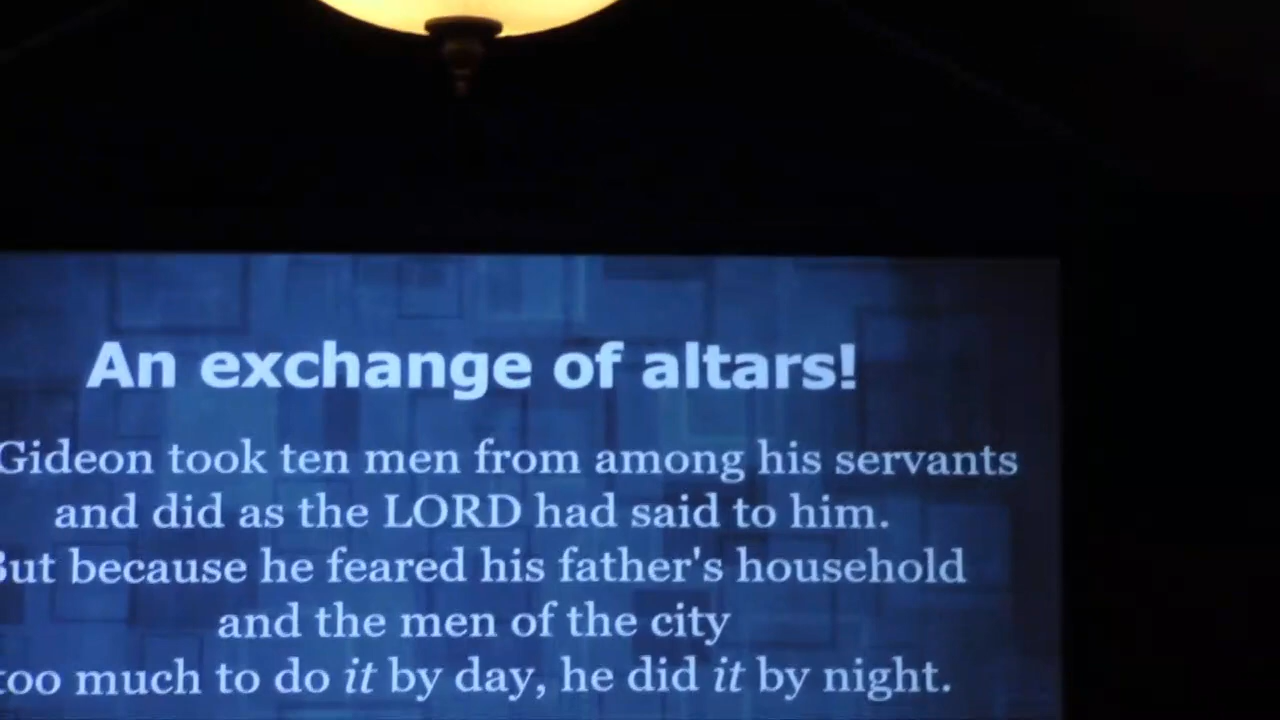 An exchange of altars!
Gideon took ten men from among his servants
and did as the LORD had said to him.
But because he feared his father's household
and the men of the city
too much to do it by day, he did it by night.